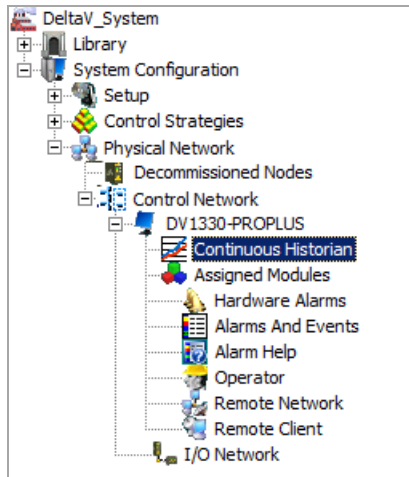 DeltaV_System
Library
System Configuration
Setup
Control Strategies
Physical Network
Decommissioned Nodes
Control Network
DV1330-PROPLUS
Continuous Historian
Assigned Modules
Hardware Alarms
Alarms And Events
Alarm Help
Operator
Remote Network
Remote Client
I/O Network